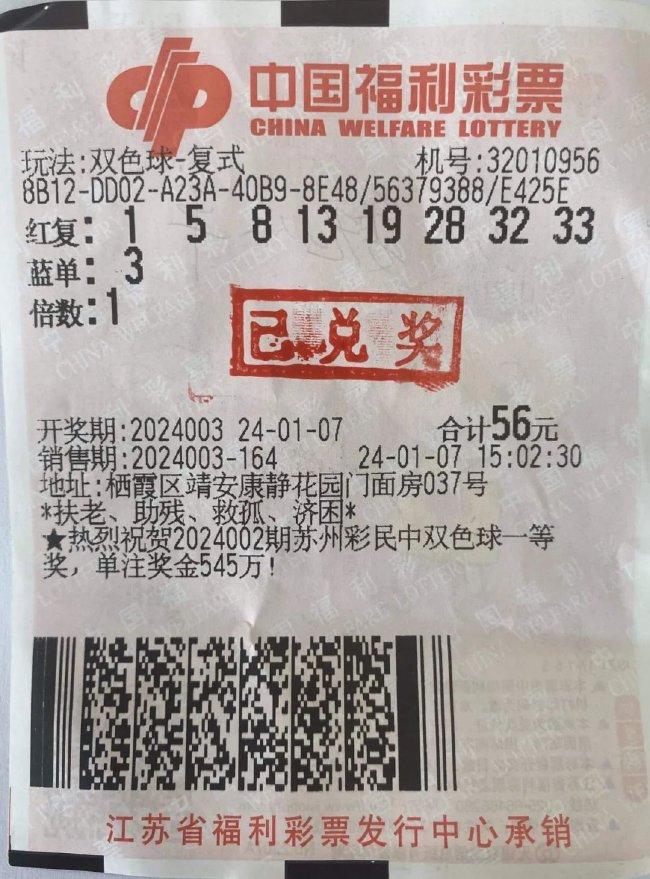 中国福利彩票
CHINA WELFARE LOTTERY
玩法:双色球-复式 机号:32010956
8B12-DD02-A23A-40B9-8E48/56379388/E425E
红复: 1 5 8 13 19 28 32 33
蓝单: 3
倍数:1
已兑奖
开奖期:2024003 24-01-07 合计56元
销售期:2024003-164 24-01-07 15:02:30
地址:栖霞区靖安康静花园门面房037号
*扶老、助残、救孤、济困*
★热烈祝贺2024002期苏州彩民中双色球一等
奖，单注奖金545万!
江苏省福利彩票发行中心承销